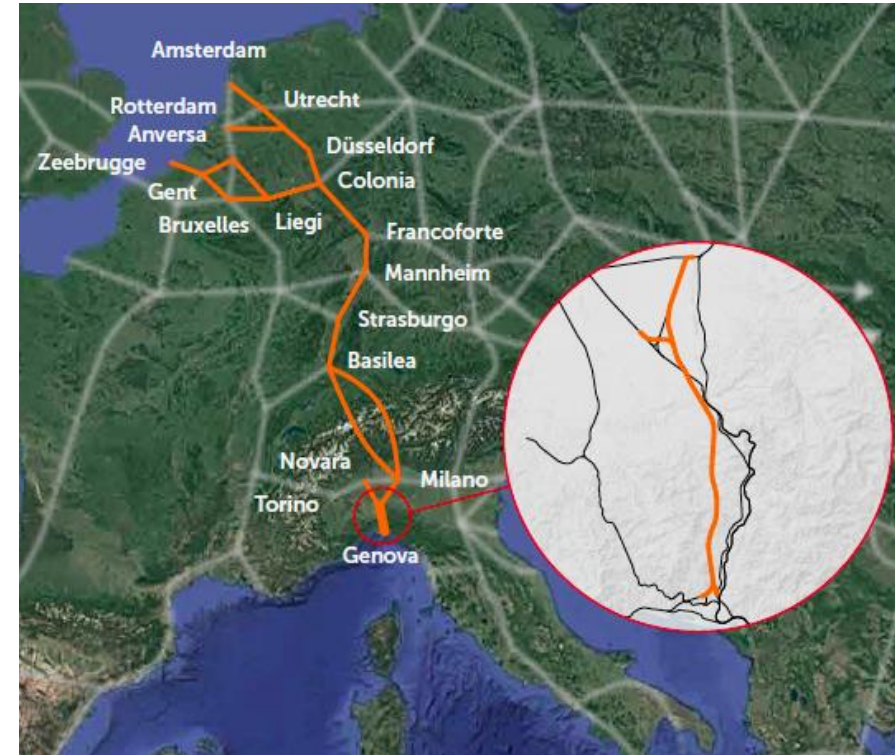 Amsterdam
Rotterdam
Utrecht
Anversa
Düsseldorf
Zeebrugge
Colonia
Gent
Bruxelles
Liegi
Francoforte
Mannheim
Strasburgo
Basilea
Novara
Milano
Torino
Genova